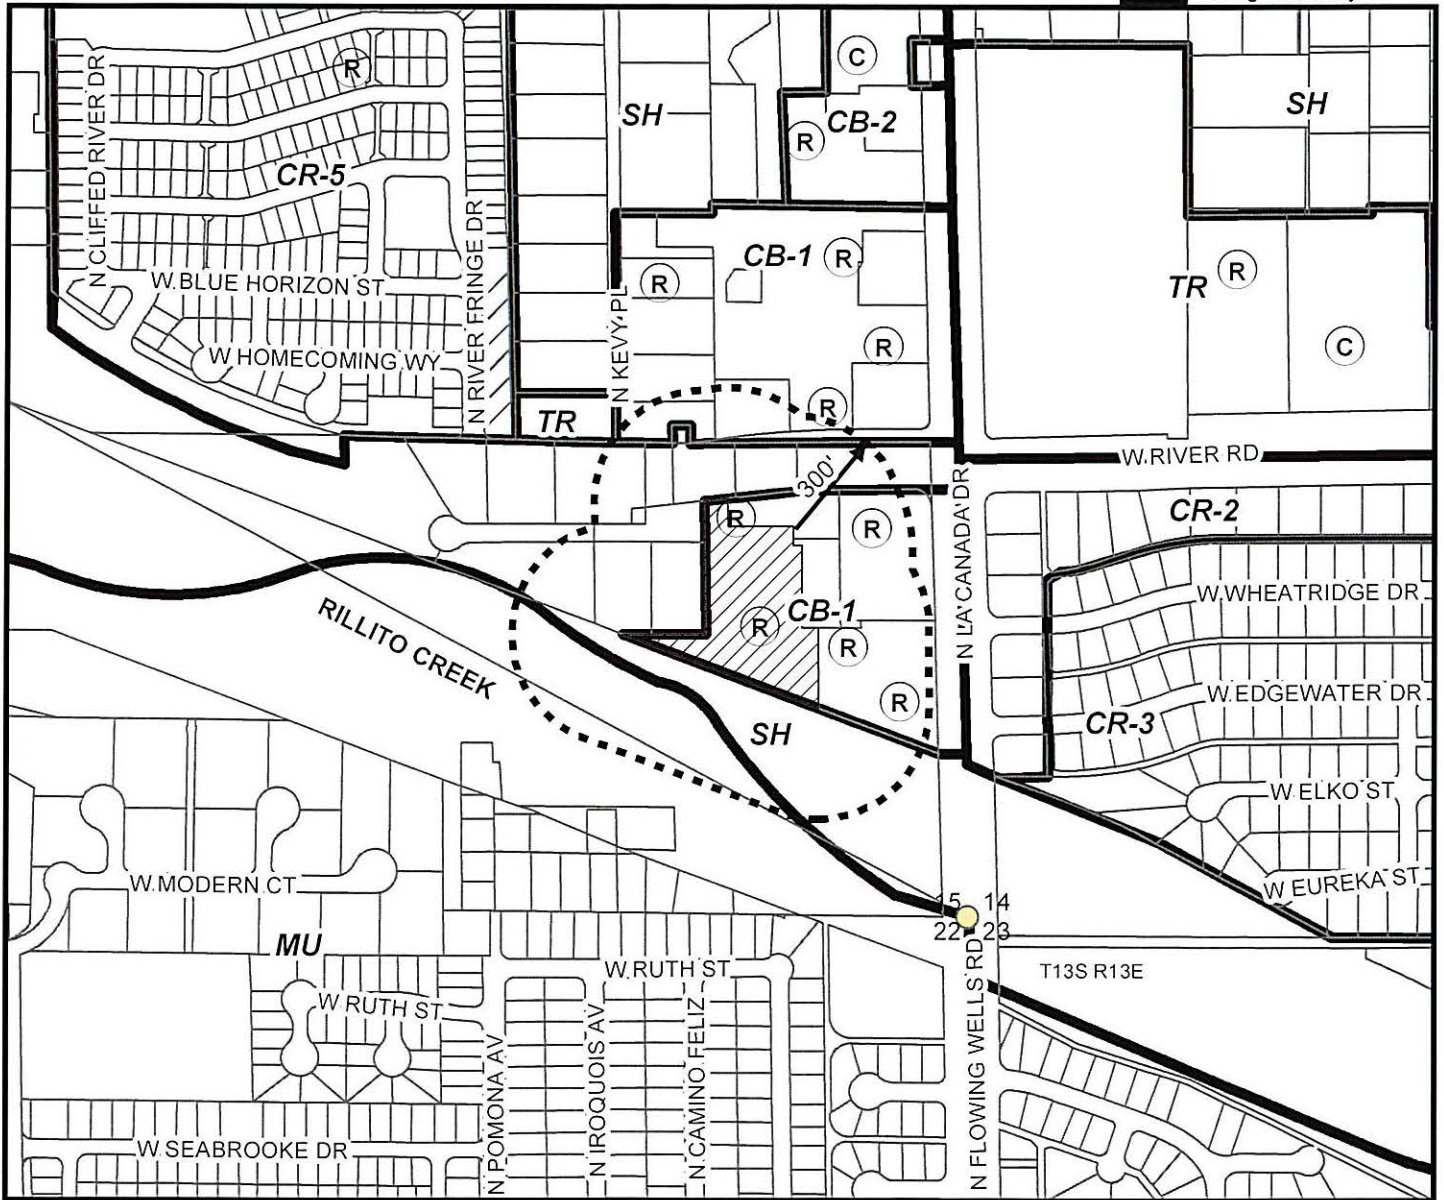 R
N CLIFFED RIVER DR
CR-5
N RIVER FRINGE DR
W BLUE HORIZON ST
W HOMECOMING WY
SH
C
CB-2
R
SH
CB-1
R
R
N KEVY PL
R
R
TR
R
C
TR
W RIVER RD
300'
R
R
N LA CANADA DR
CR-2
W WHEATRIDGE DR
CB-1
R
R
R
RILLITO CREEK
SH
W EDGEWATER DR
CR-3
W ELKO ST
W EUREKA ST
W MODERN CT
MU
15 14
22 23
T13S R13E
W RUTH ST
W RUTH ST
N POMONA AV
N IROQUOIS AV
N CAMINO FELIZ
N FLOWING WELLS RD
W SEABROOKE DR